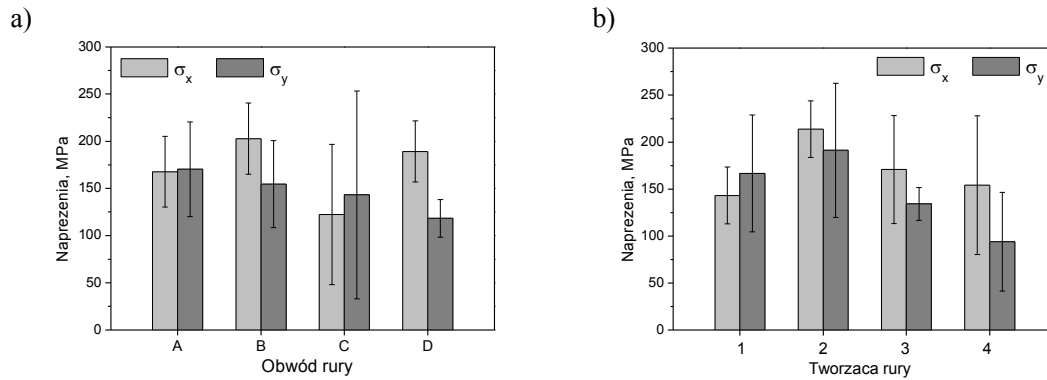 a)
300
250
200
150
100
50
0
Naprezenia, MPa
σx σy
A B C D
Obwód rury
b)
300
250
200
150
100
50
0
Naprezenia, MPa
σx σy
1 2 3 4
Tworzaca rury